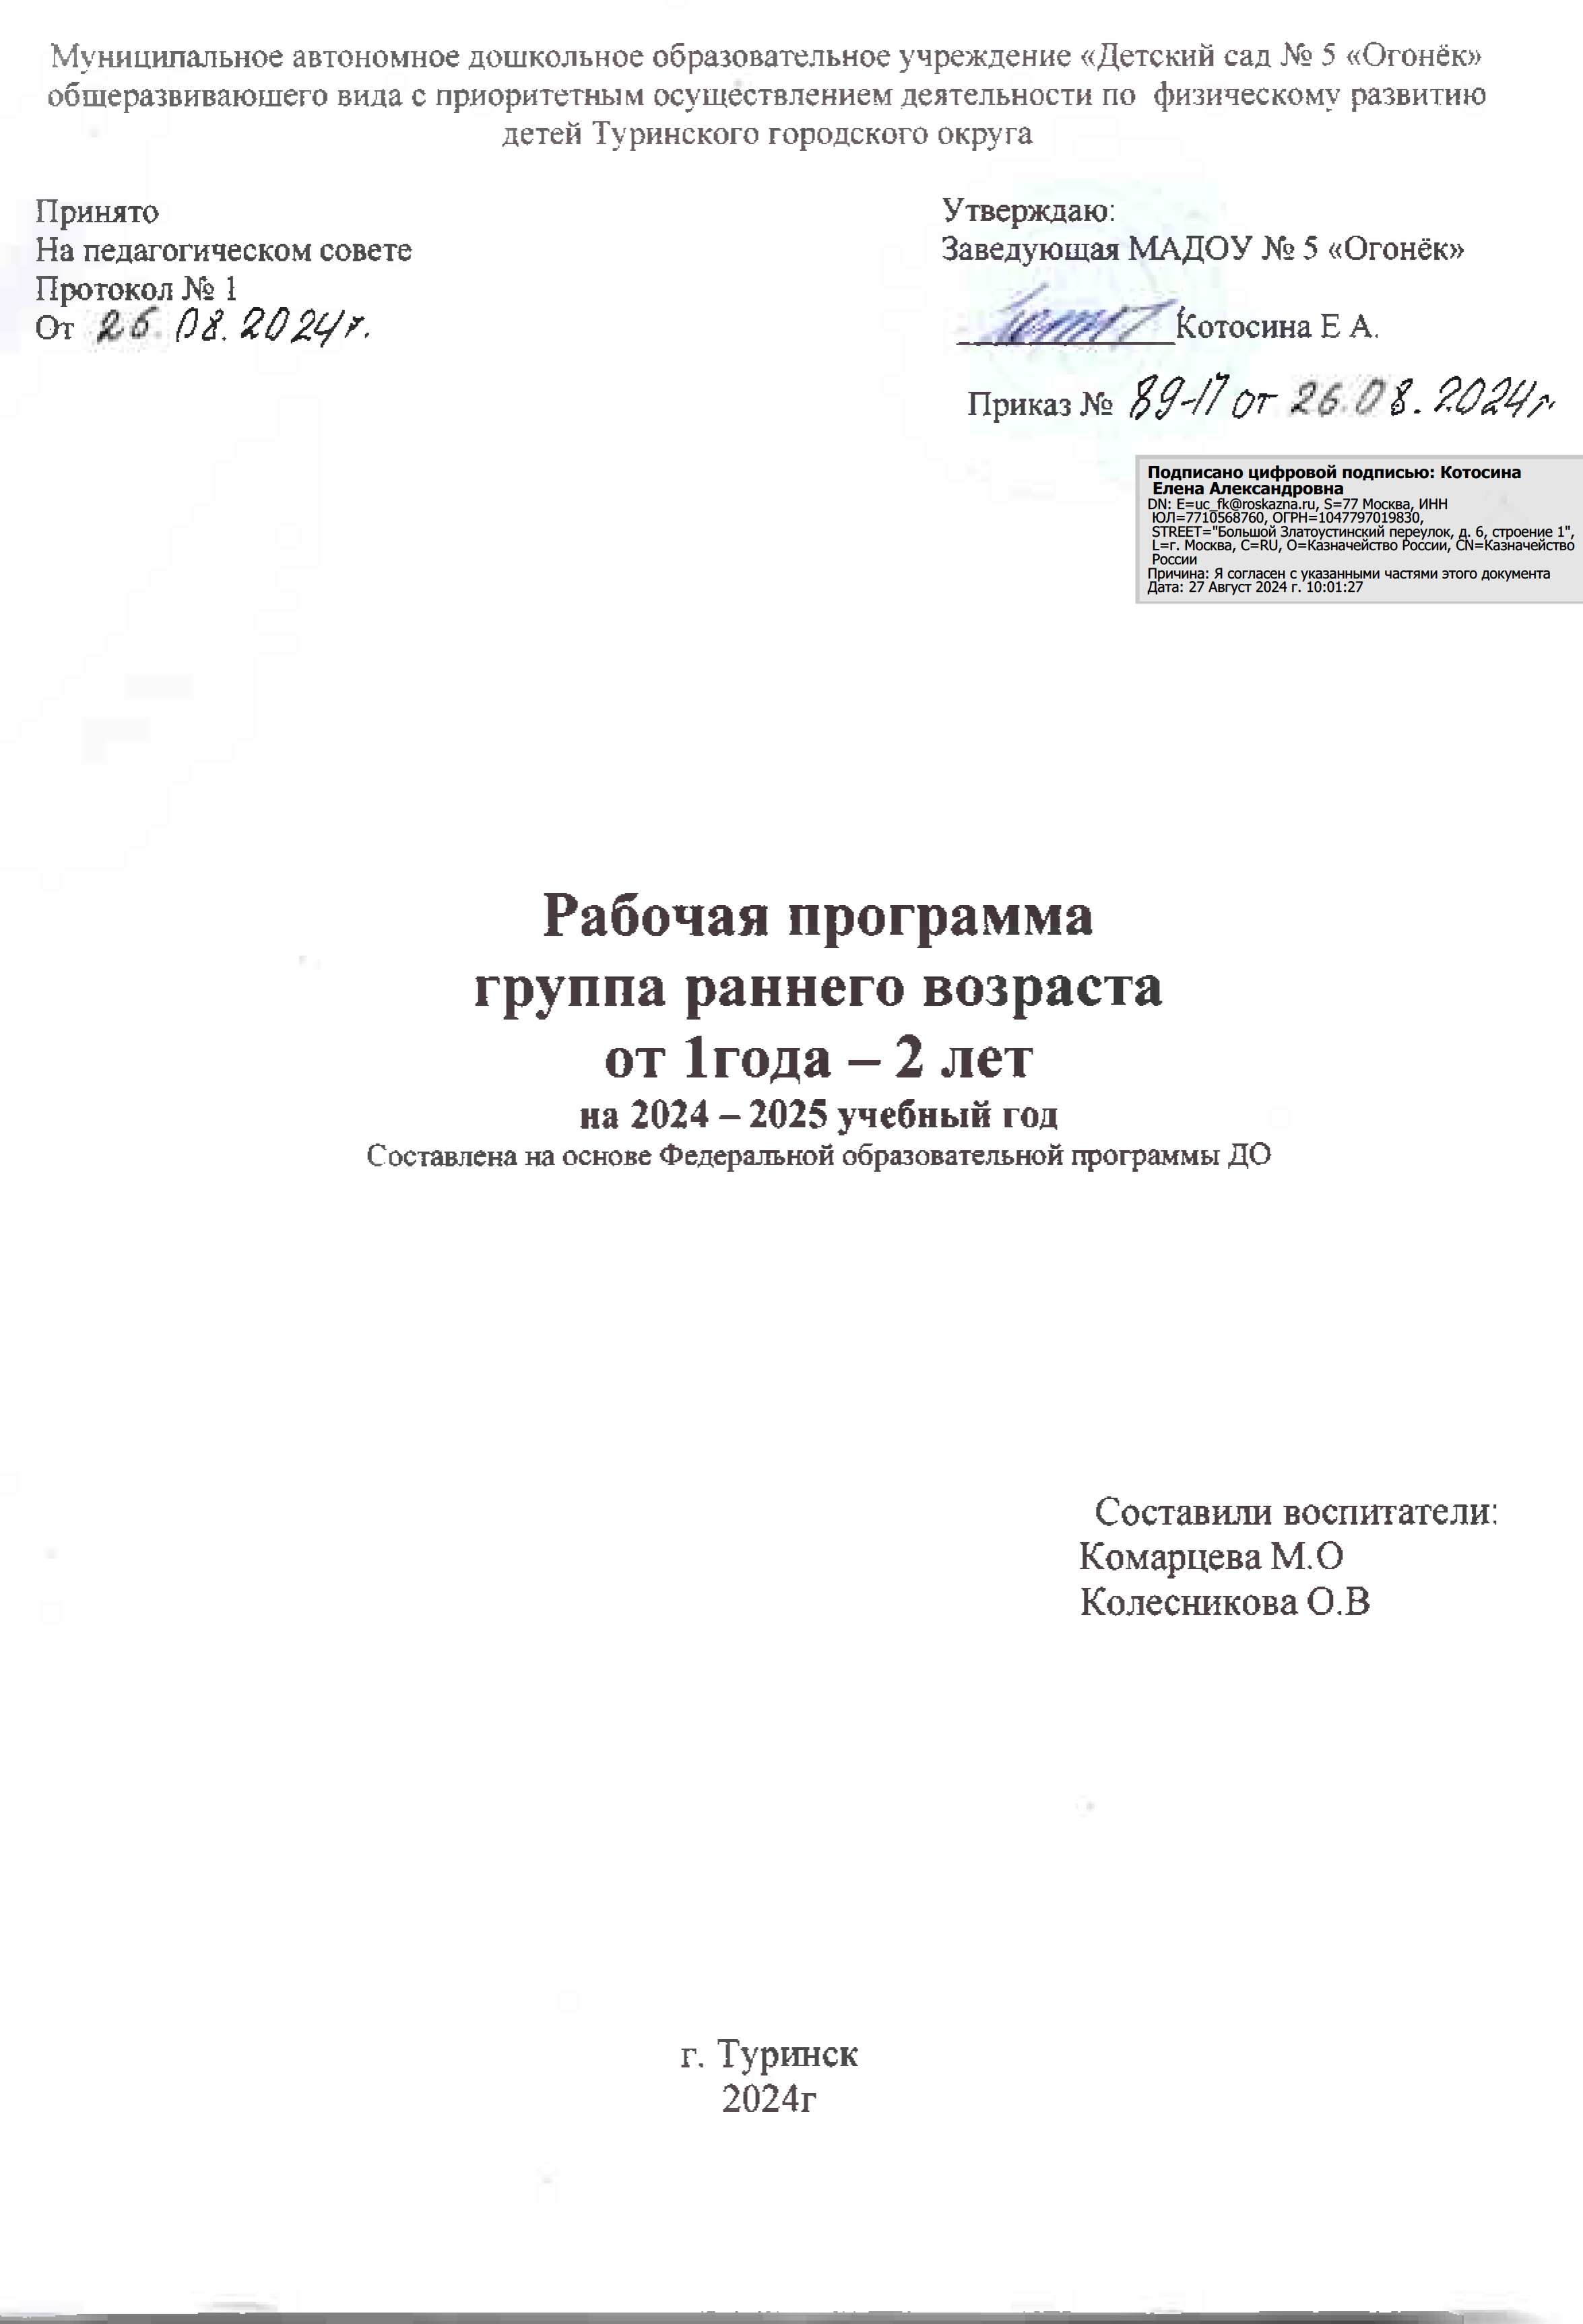 Муниципальное автономное дошкольное образовательное учреждение «Детский сад № 5 «Огонёк»
общеразвивающего вида с приоритетным осуществлением деятельности по физическому развитию
детей Туринского городского округа
Принято
На педагогическом совете
Протокол № 1
От 26.08.2024г.
Утверждаю:
Заведующая МАДОУ № 5 «Огонёк»
Котосина Е А.
Приказ № 89-П от 26.08.2024г.
Подписано цифровой подписью: Котосина
Елена Александровна
DN: E=uc_fk@roskazna.ru, S=77 Москва, ИНН
ЮЛ=7710568760, ОГРН=1047797019830,
STREET="Большой Златоустинский переулок, д. 6, строение 1",
L=г. Москва, C=RU, O=Казначейство России, CN=Казначейство
России
Причина: Я согласен с указанными частями этого документа
Дата: 27 Август 2024 г. 10:01:27
Рабочая программа
группа раннего возраста
от 1года – 2 лет
на 2024 – 2025 учебный год
Составлена на основе Федеральной образовательной программы ДО
Составили воспитатели:
Комарцева М.О
Колесникова О.В
г. Туринск
2024г